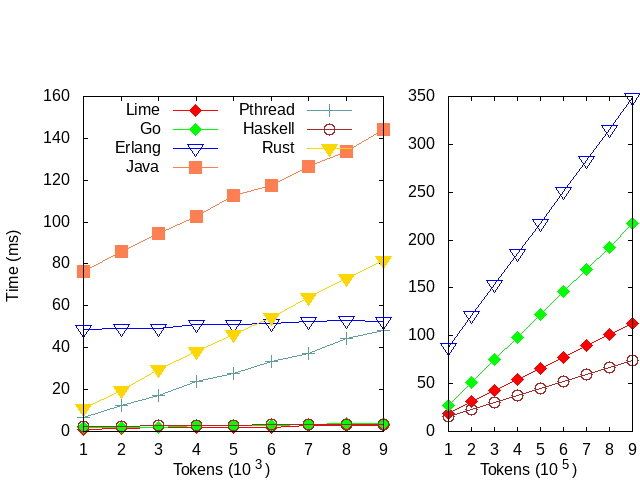 160
140
120
100
80
60
40
20
0
Time (ms)
Lime
Go
Erlang
Java
Pthread
Haskell
Rust
1 2 3 4 5 6 7 8 9
Tokens (10 3)
350
300
250
200
150
100
50
0
1 2 3 4 5 6 7 8 9
Tokens (10 5)